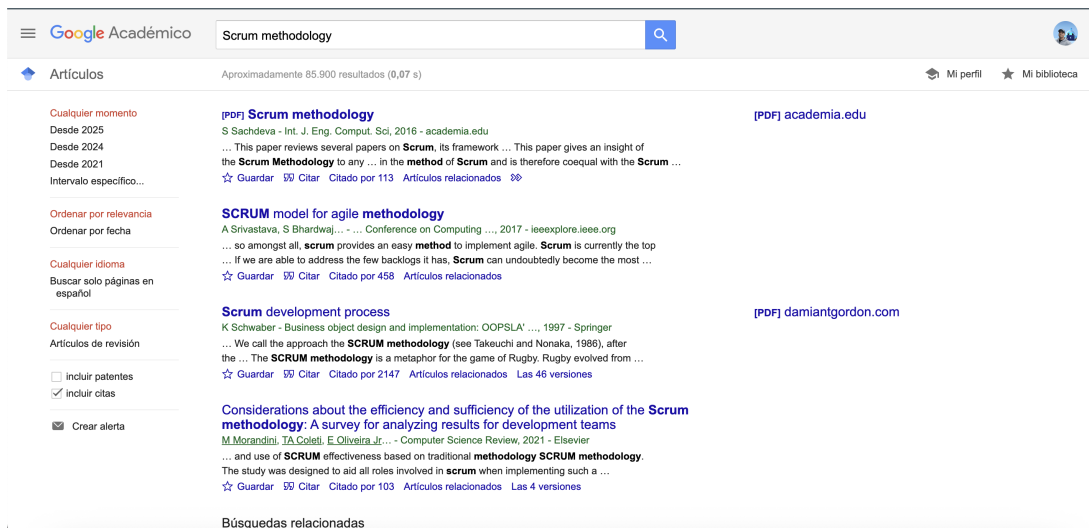 Google Académico
Scrum methodology
Artículos
Aproximadamente 85.900 resultados (0,07 s)
Mi perfil
Mi biblioteca
Cualquier momento
Desde 2025
Desde 2024
Desde 2021
Intervalo específico...
Ordenar por relevancia
Ordenar por fecha
Cualquier idioma
Buscar solo páginas en
español
Cualquier tipo
Artículos de revisión
incluir patentes
incluir citas
Crear alerta
[PDF] Scrum methodology
S Sachdeva - Int. J. Eng. Comput. Sci, 2016 - academia.edu
… This paper reviews several papers on Scrum, its framework … This paper gives an insight of
the Scrum Methodology to any … in the method of Scrum and is therefore coequal with the Scrum …
Guardar Citar Citado por 113 Artículos relacionados
[PDF] academia.edu
SCRUM model for agile methodology
A Srivastava, S Bhardwaj… - … Conference on Computing …, 2017 - ieeexplore.ieee.org
… so amongst all, scrum provides an easy method to implement agile. Scrum is currently the top
… If we are able to address the few backlogs it has, Scrum can undoubtedly become the most …
Guardar Citar Citado por 458 Artículos relacionados
Scrum development process
K Schwaber - Business object design and implementation: OOPSLA' …, 1997 - Springer
… We call the approach the SCRUM methodology (see Takeuchi and Nonaka, 1986), after
the … The SCRUM methodology is a metaphor for the game of Rugby. Rugby evolved from …
Guardar Citar Citado por 2147 Artículos relacionados Las 46 versiones
[PDF] damiantgordon.com
Considerations about the efficiency and sufficiency of the utilization of the Scrum
methodology: A survey for analyzing results for development teams
M Morandini, TA Coleti, E Oliveira Jr… - Computer Science Review, 2021 - Elsevier
… and use of SCRUM effectiveness based on traditional methodology SCRUM methodology.
The study was designed to aid all roles involved in scrum when implementing such a …
Guardar Citar Citado por 103 Artículos relacionados Las 4 versiones
Búsquedas relacionadas